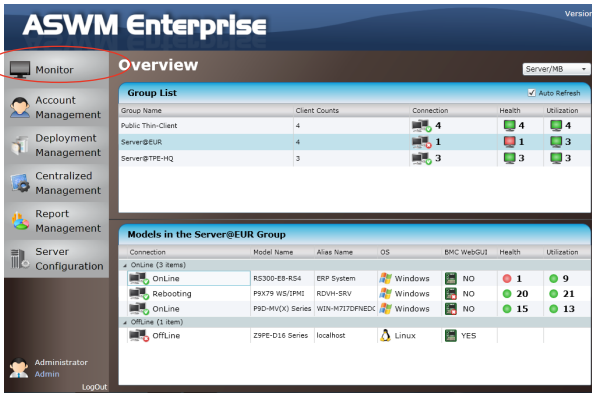 ASWM Enterprise
Version
Monitor
Account
Management
Deployment
Management
Centralized
Management
Report
Management
Server
Configuration
Administrator
Admin
LogOut
Overview
Server/MB
Group List
Auto Refresh
Group Name Client Counts Connection Health Utilization
Public Thin-Client 4 4 4 4
Server@EUR 4 1 1 3
Server@TPE-HQ 3 3 3 3
Models in the Server@EUR Group
Connection Model Name Alias Name OS BMC WebGUI Health Utilization
OnLine (3 items)
OnLine RS300-E8-RS4 ERP System Windows NO 1 9
Rebooting P9X79 WS/IPMI RDVH-SRV Windows NO 20 21
OnLine P9D-MV(X) Series WIN-M7I7DFNEDC Windows NO 15 13
OffLine (1 item)
OffLine Z9PE-D16 Series localhost Linux YES